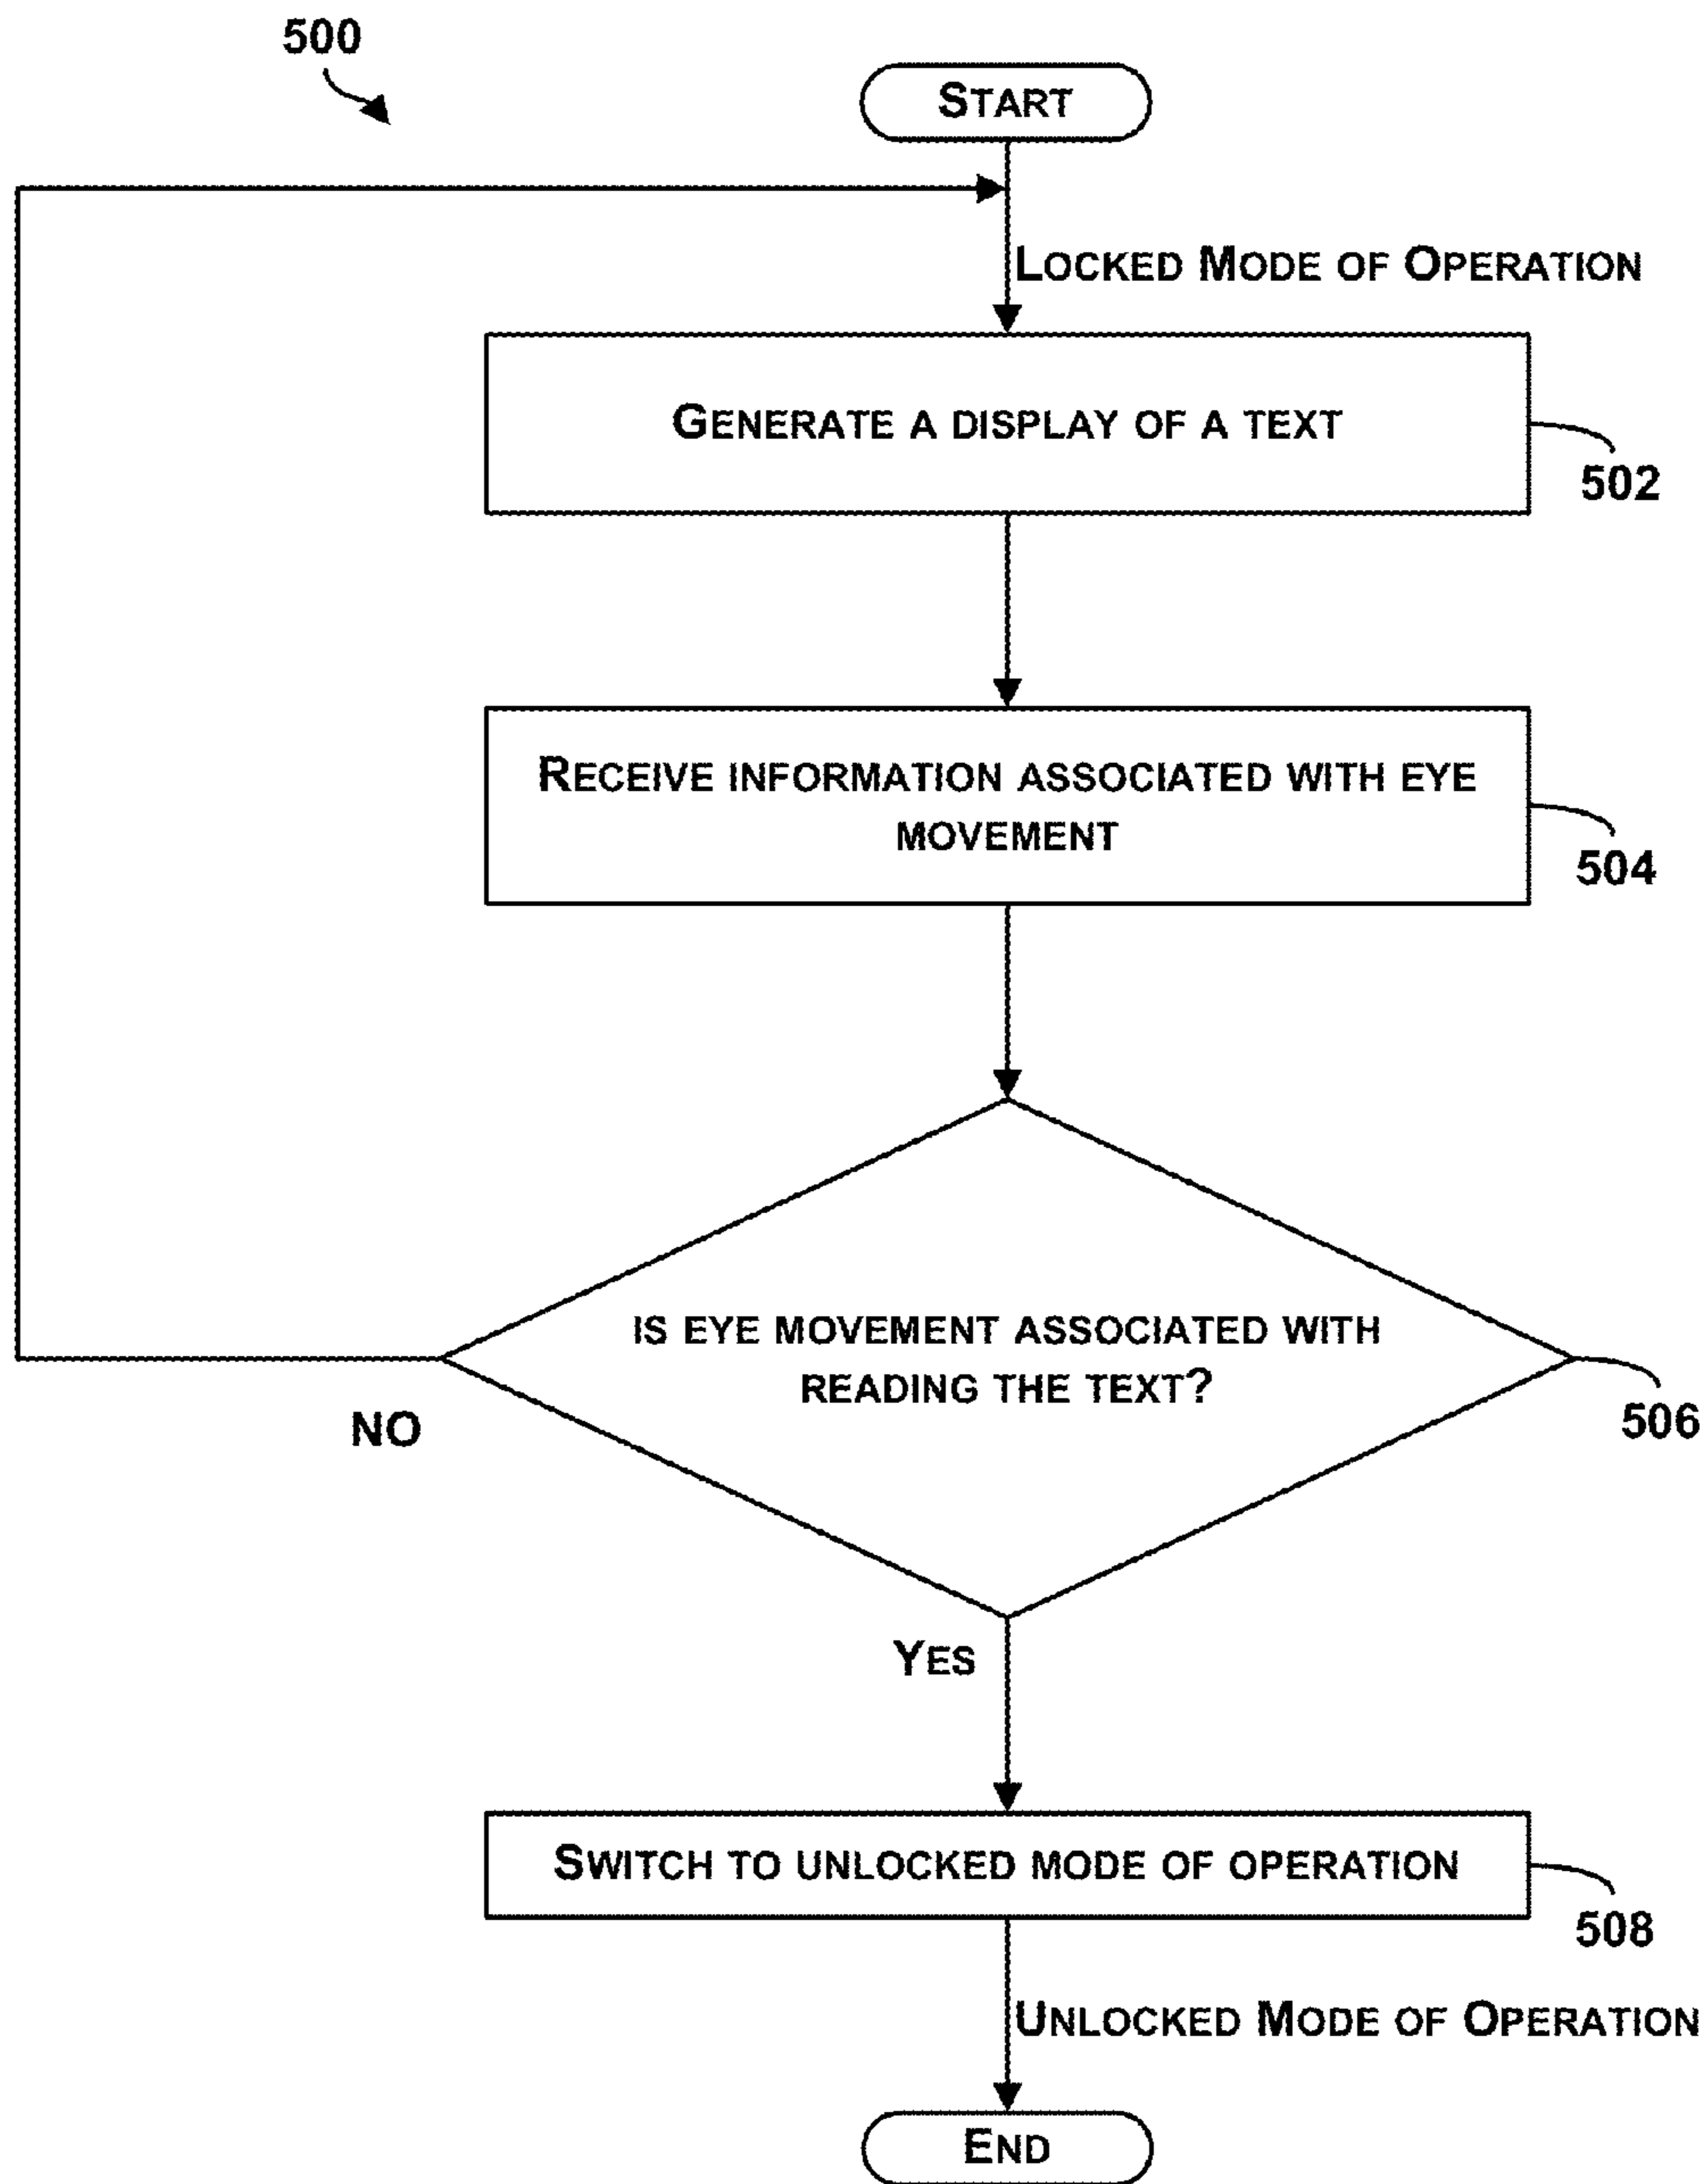 500
START
LOCKED MODE OF OPERATION
GENERATE A DISPLAY OF A TEXT
502
RECEIVE INFORMATION ASSOCIATED WITH EYE
MOVEMENT
504
IS EYE MOVEMENT ASSOCIATED WITH
READING THE TEXT?
506
NO
YES
SWITCH TO UNLOCKED MODE OF OPERATION
508
UNLOCKED MODE OF OPERATION
END